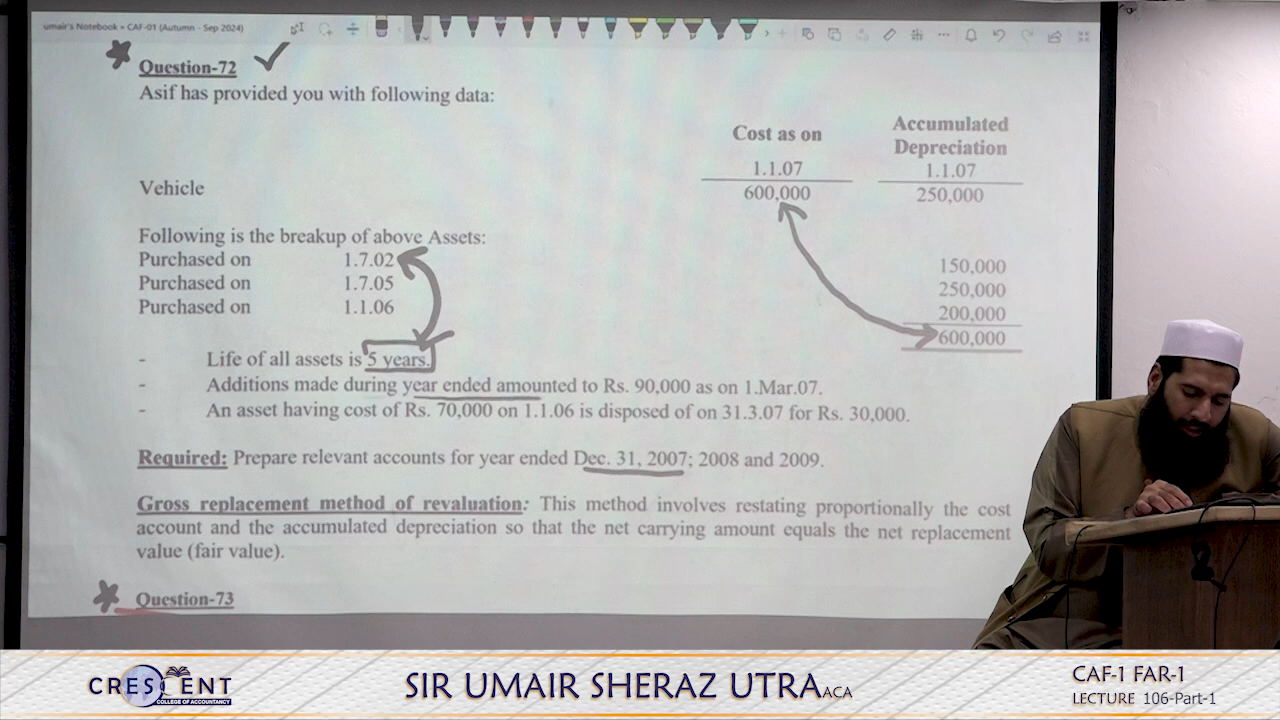 umair's Notebook » CAF-01 (Autumn - Sep 2024)
Question-72
Asif has provided you with following data:
Cost as on
Accumulated
Depreciation
1.1.07
1.1.07
Vehicle
600,000
250,000
Following is the breakup of above Assets:
Purchased on 1.7.02 150,000
Purchased on 1.7.05 250,000
Purchased on 1.1.06 200,000
600,000
- Life of all assets is 5 years.
- Additions made during year ended amounted to Rs. 90,000 as on 1.Mar.07.
- An asset having cost of Rs. 70,000 on 1.1.06 is disposed of on 31.3.07 for Rs. 30,000.
Required: Prepare relevant accounts for year ended Dec. 31, 2007; 2008 and 2009.
Gross replacement method of revaluation: This method involves restating proportionally the cost
account and the accumulated depreciation so that the net carrying amount equals the net replacement
value (fair value).
Question-73
CRESCENT
COLLEGE OF ACCOUNTANCY
SIR UMAIR SHERAZ UTRA ACA
CAF-1 FAR-1
LECTURE 106-Part-1